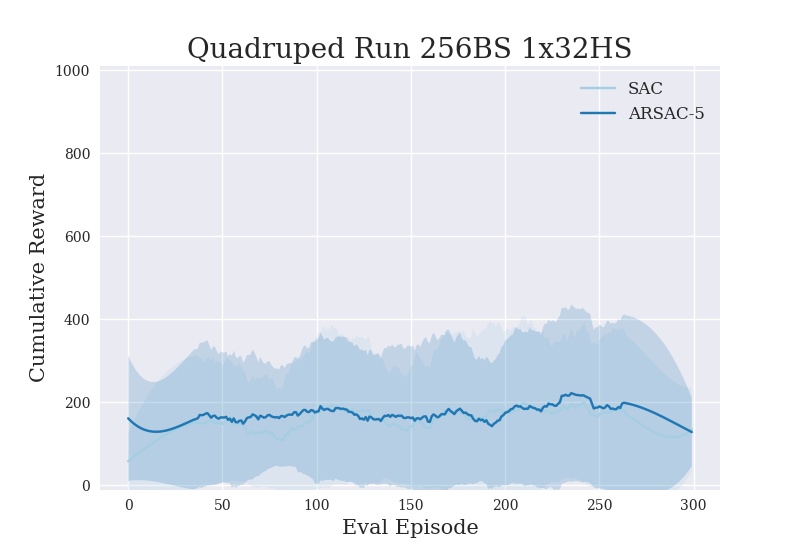 Quadruped Run 256BS 1x32HS
1000
800
600
400
200
0
Cumulative Reward
SAC
ARSAC-5
0 50 100 150 200 250 300
Eval Episode